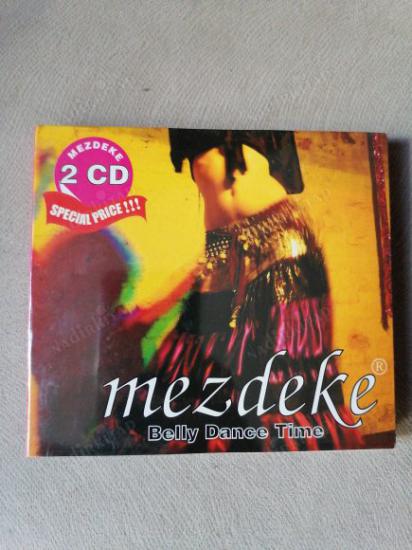 MEZDEKE
2 CD
SPECIAL PRICE!!!
mezdeke®
Belly Dance Time